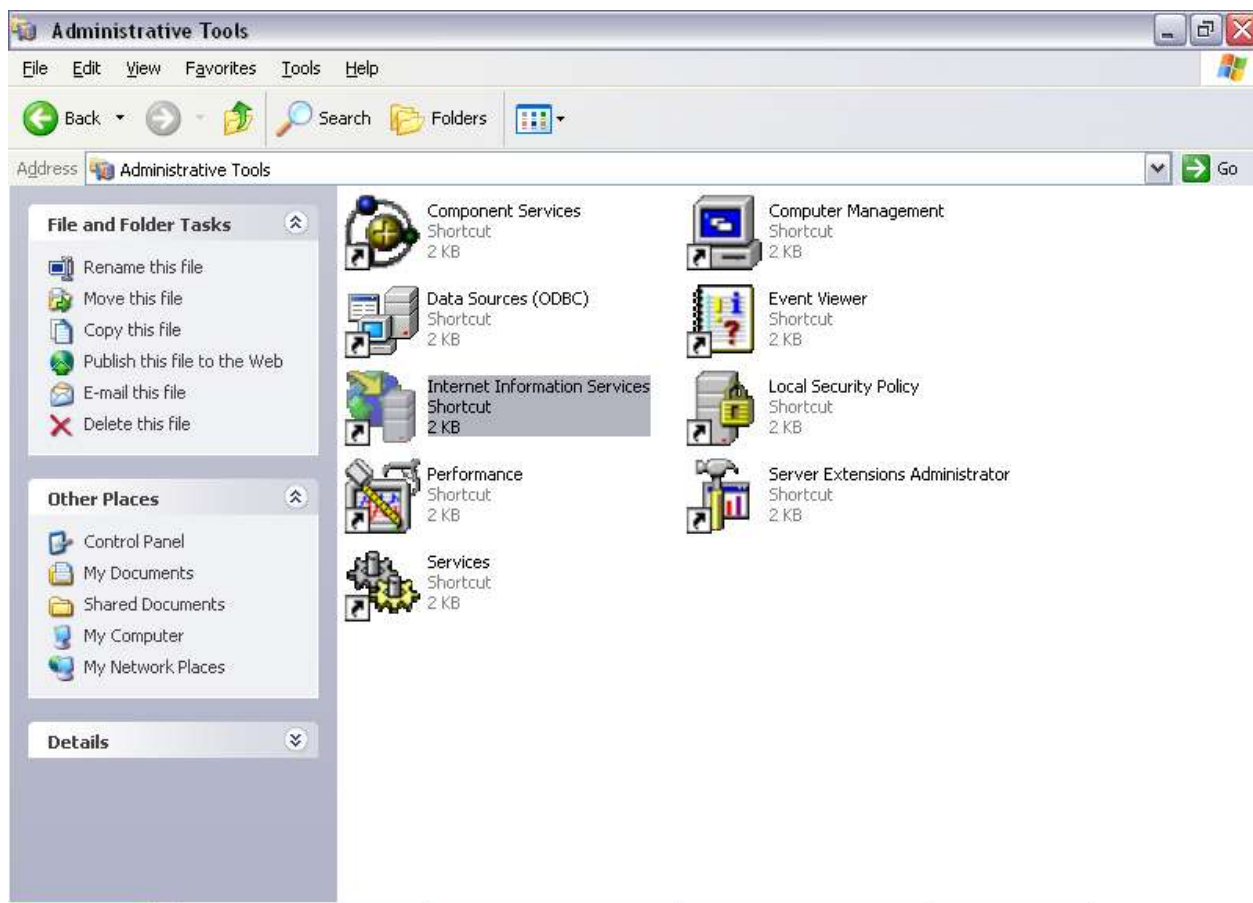 Administrative Tools
File Edit View Favorites Tools Help
Back Search Folders
Address Administrative Tools Go
File and Folder Tasks
Rename this file
Move this file
Copy this file
Publish this file to the Web
E-mail this file
Delete this file
Other Places
Control Panel
My Documents
Shared Documents
My Computer
My Network Places
Details
Component Services
Shortcut
2 KB
Computer Management
Shortcut
2 KB
Data Sources (ODBC)
Shortcut
2 KB
Event Viewer
Shortcut
2 KB
Internet Information Services
Shortcut
2 KB
Local Security Policy
Shortcut
2 KB
Performance
Shortcut
2 KB
Server Extensions Administrator
Shortcut
2 KB
Services
Shortcut
2 KB